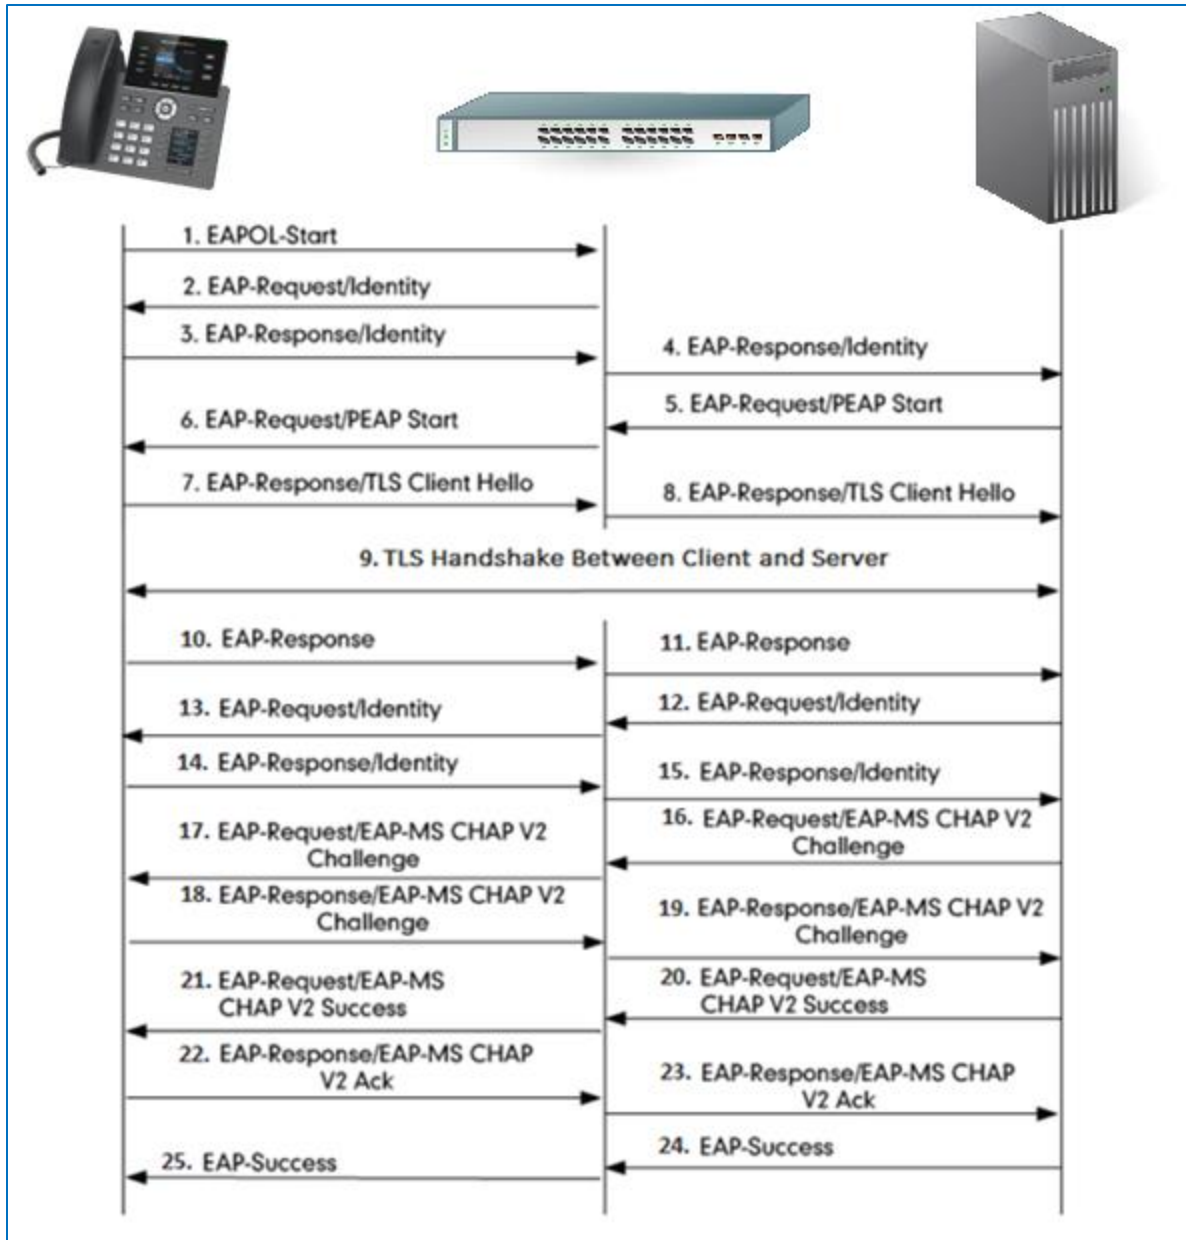 1. EAPOL-Start
2. EAP-Request/Identity
3. EAP-Response/Identity
4. EAP-Response/Identity
5. EAP-Request/PEAP Start
6. EAP-Request/PEAP Start
7. EAP-Response/TLS Client Hello
8. EAP-Response/TLS Client Hello
9. TLS Handshake Between Client and Server
10. EAP-Response
11. EAP-Response
12. EAP-Request/Identity
13. EAP-Request/Identity
14. EAP-Response/Identity
15. EAP-Response/Identity
16. EAP-Request/EAP-MS CHAP V2
Challenge
17. EAP-Request/EAP-MS CHAP V2
Challenge
18. EAP-Response/EAP-MS CHAP V2
Challenge
19. EAP-Response/EAP-MS CHAP V2
Challenge
20. EAP-Request/EAP-MS
CHAP V2 Success
21. EAP-Request/EAP-MS
CHAP V2 Success
22. EAP-Response/EAP-MS CHAP
V2 Ack
23. EAP-Response/EAP-MS CHAP
V2 Ack
24. EAP-Success
25. EAP-Success